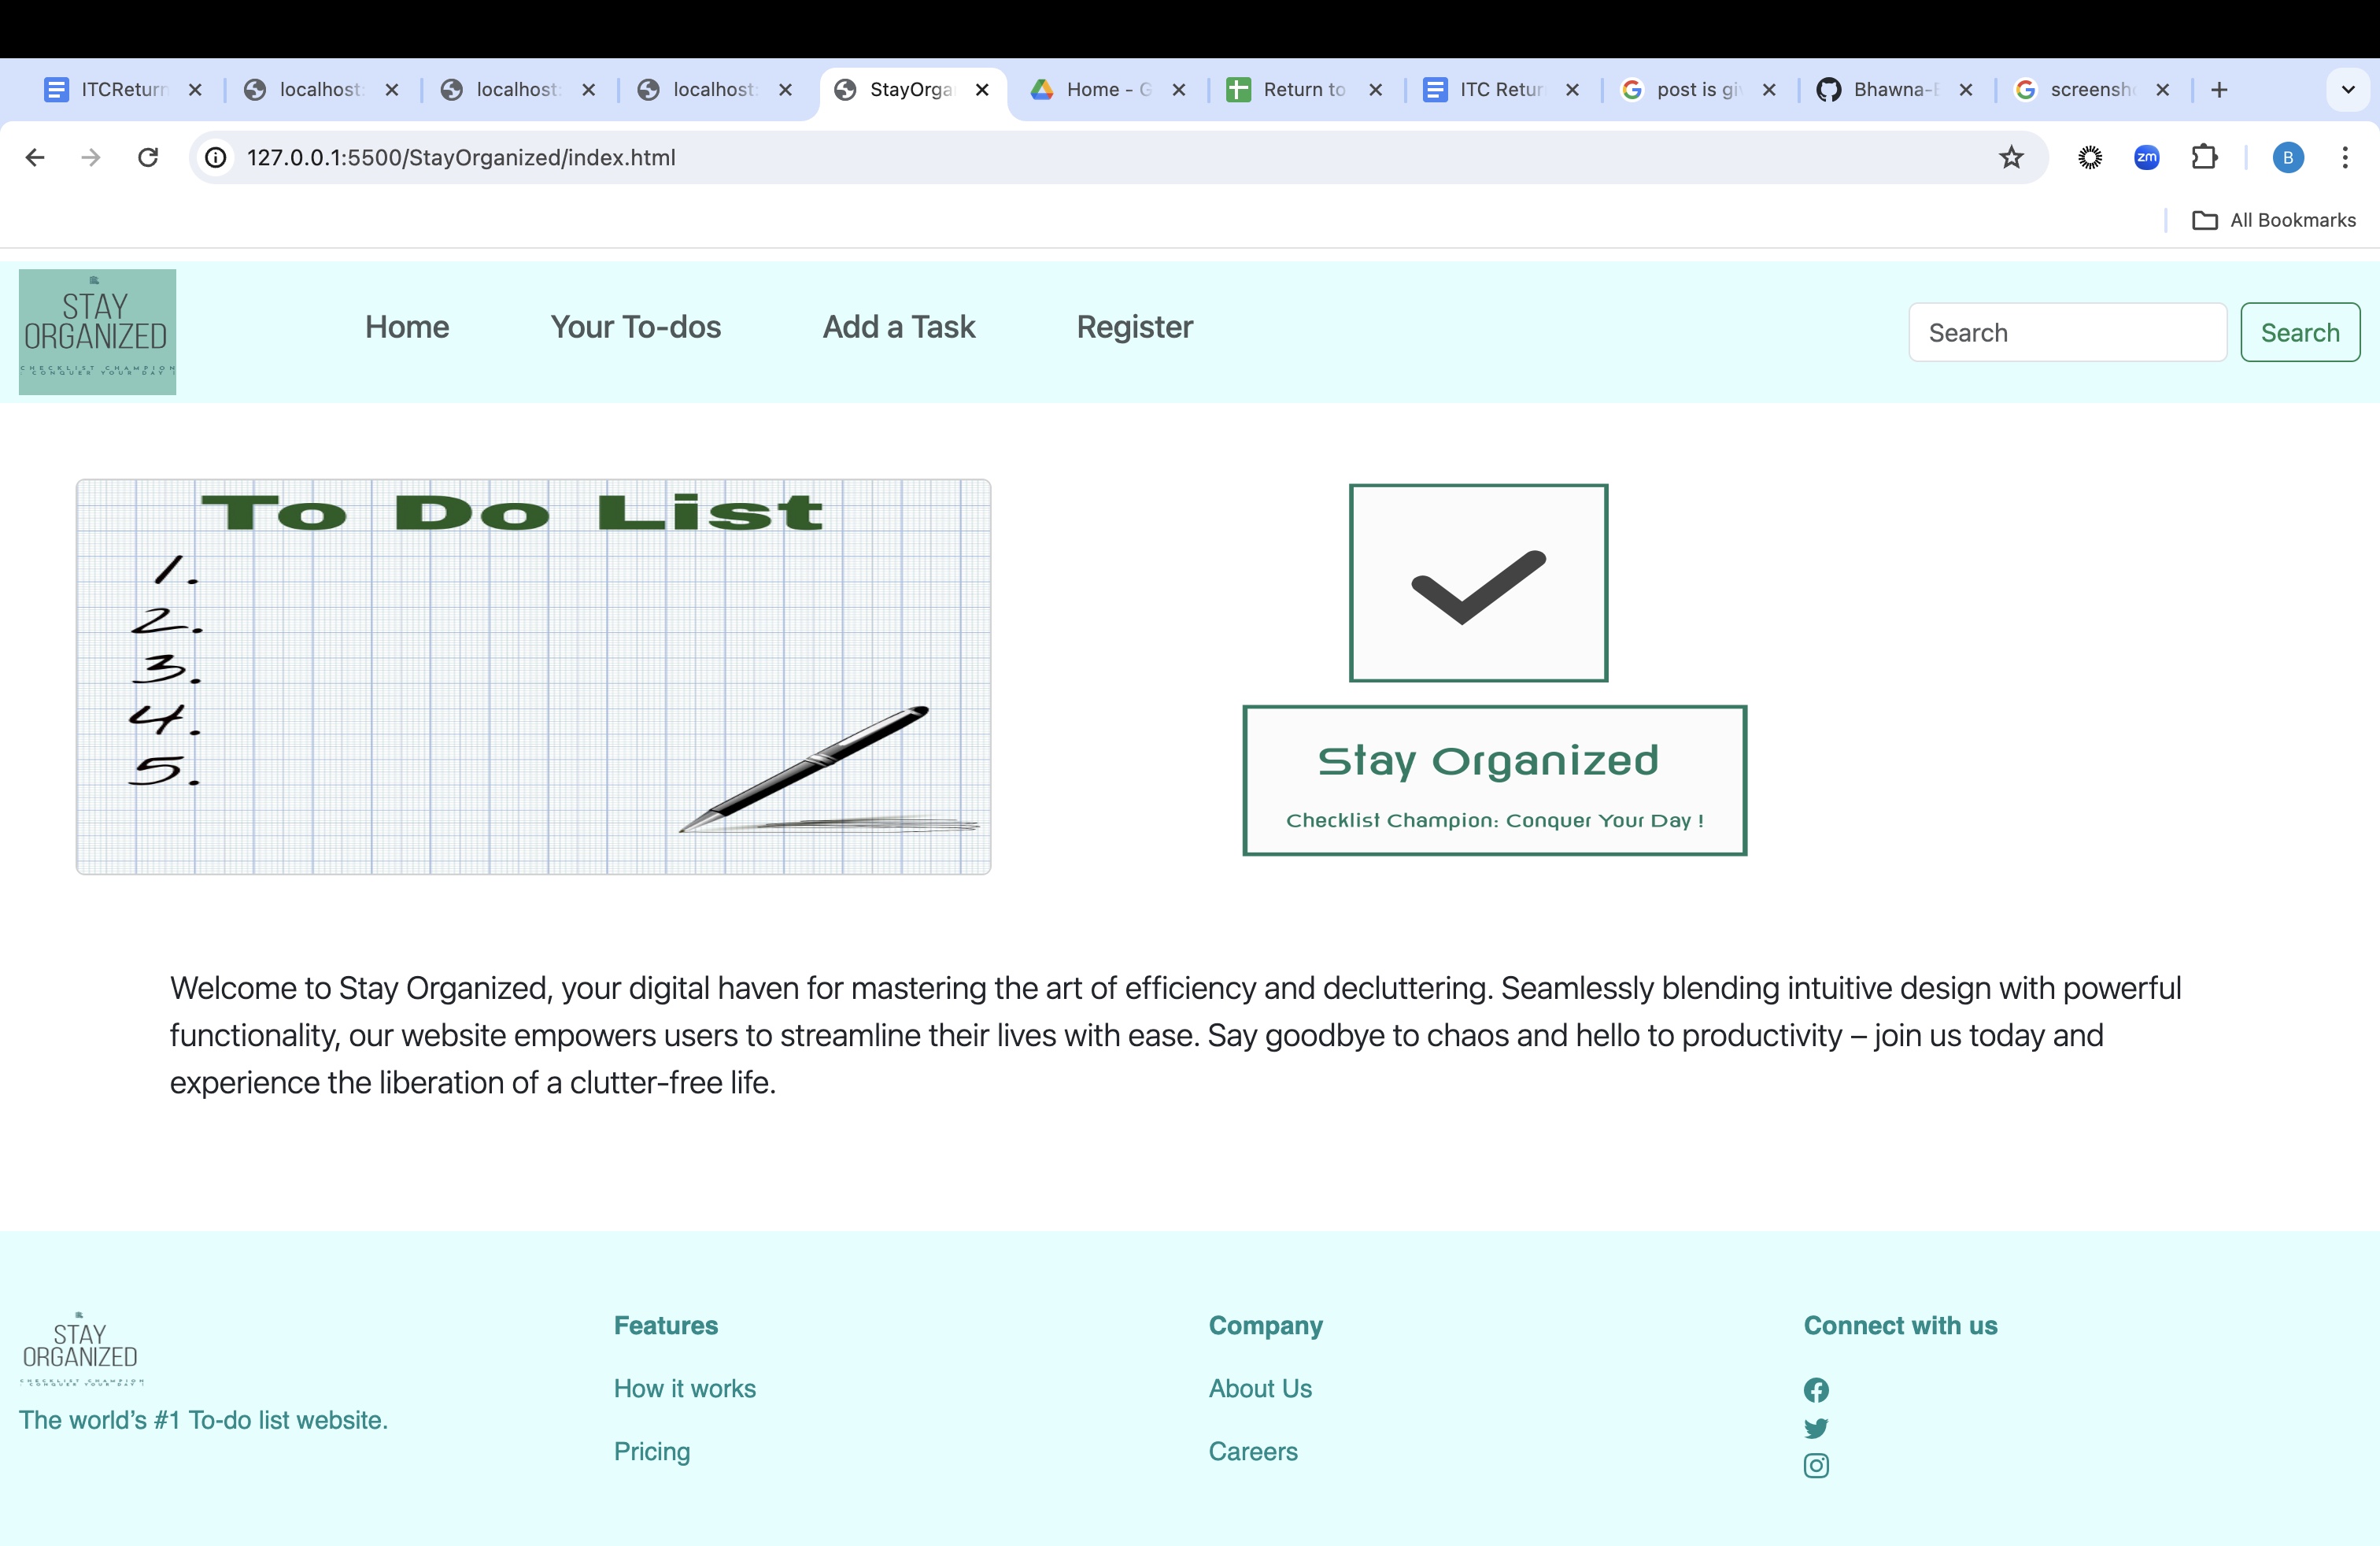 ITCReturn
localhost:
localhost:
localhost:
StayOrga
Home - G
Return to
ITC Retur
post is gi
Bhawna-
screensh
127.0.0.1:5500/StayOrganized/index.html
zm
B
All Bookmarks
STAY
ORGANIZED
CHECKLIST CHAMPION
CONQUER YOUR DAY !
Home
Your To-dos
Add a Task
Register
Search
Search
To Do List
1.
2.
3.
4.
5.
Stay Organized
Checklist Champion: Conquer Your Day !
Welcome to Stay Organized, your digital haven for mastering the art of efficiency and decluttering. Seamlessly blending intuitive design with powerful
functionality, our website empowers users to streamline their lives with ease. Say goodbye to chaos and hello to productivity – join us today and
experience the liberation of a clutter-free life.
STAY
ORGANIZED
CHECKLIST CHAMPION
CONQUER YOUR DAY !
The world’s #1 To-do list website.
Features
How it works
Pricing
Company
About Us
Careers
Connect with us